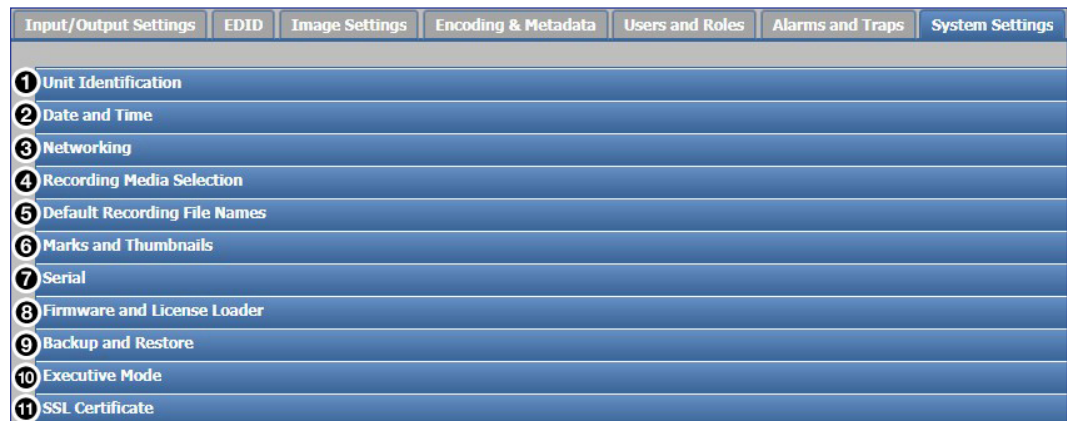 Input/Output Settings EDID Image Settings Encoding & Metadata Users and Roles Alarms and Traps System Settings
1 Unit Identification
2 Date and Time
3 Networking
4 Recording Media Selection
5 Default Recording File Names
6 Marks and Thumbnails
7 Serial
8 Firmware and License Loader
9 Backup and Restore
10 Executive Mode
11 SSL Certificate